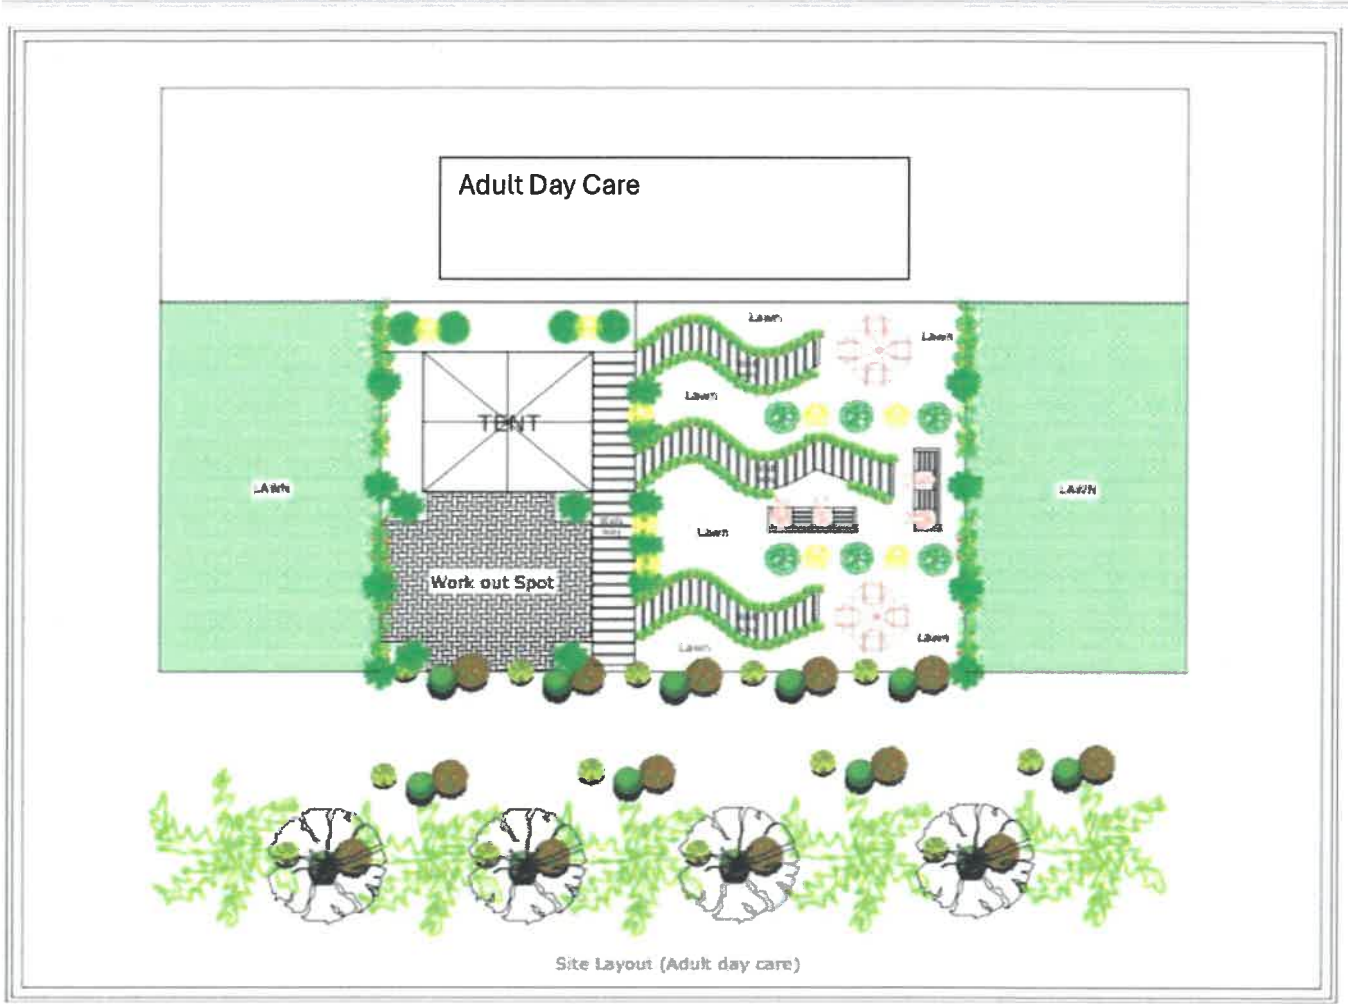 Adult Day Care
Lawn
Lawn
Lawn
TENT
LAWN
LAWN
Lawn
Work out Spot
Lawn
Lawn
Site Layout (Adult day care)